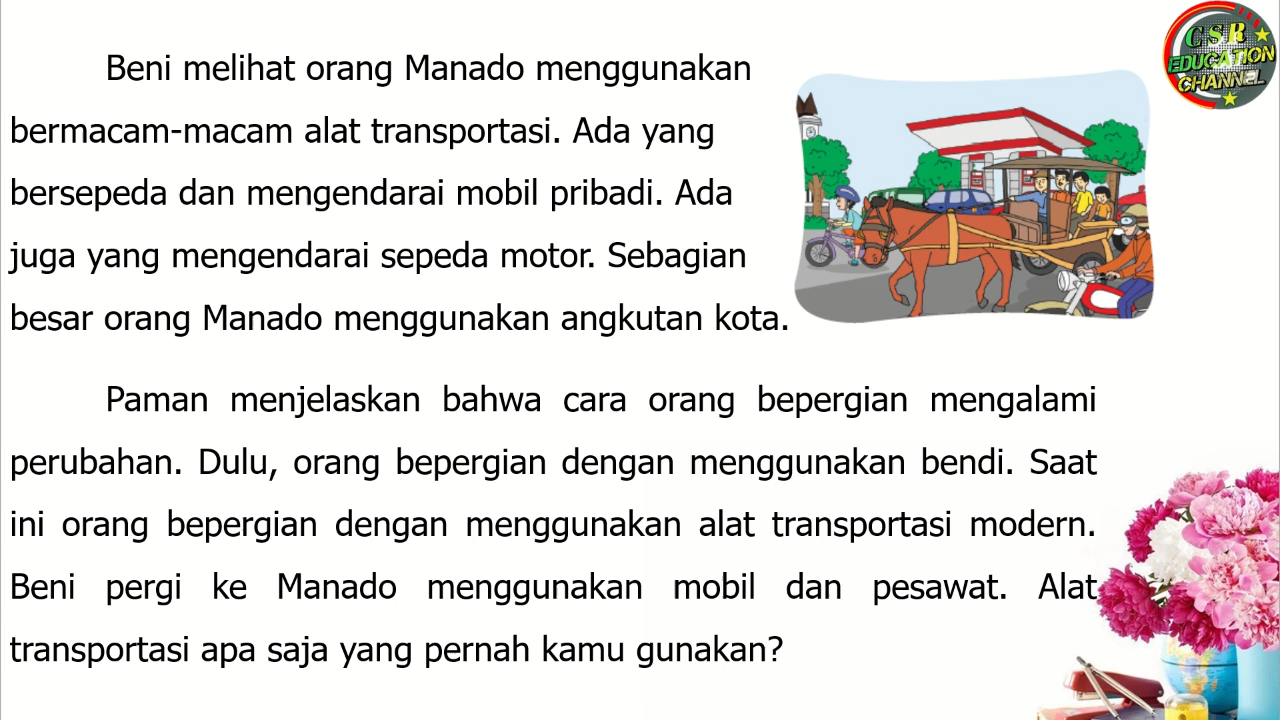 Beni melihat orang Manado menggunakan
bermacam-macam alat transportasi. Ada yang
bersepeda dan mengendarai mobil pribadi. Ada
juga yang mengendarai sepeda motor. Sebagian
besar orang Manado menggunakan angkutan kota.
Paman menjelaskan bahwa cara orang bepergian mengalami
perubahan. Dulu, orang bepergian dengan menggunakan bendi. Saat
ini orang bepergian dengan menggunakan alat transportasi modern.
Beni pergi ke Manado menggunakan mobil dan pesawat. Alat
transportasi apa saja yang pernah kamu gunakan?
CSR
EDUCATION
CHANNEL